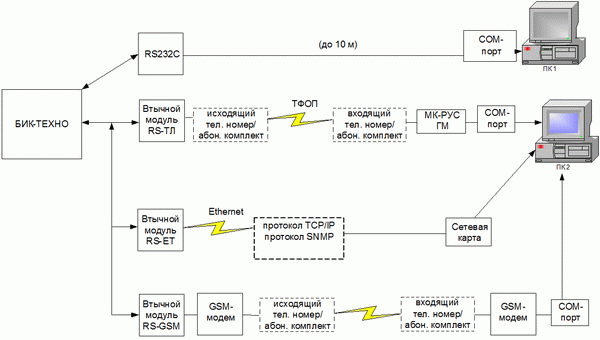 RS232C
(до 10 м)
COM-
порт
ПК1
БИК-ТЕХНО
Втычной
модуль
RS-ТЛ
исходящий
тел. номер/
абон. комплект
ТФОП
входящий
тел. номер/
абон. комплект
МК-РУС
ГМ
COM-
порт
ПК2
Втычной
модуль
RS-ET
Ethernet
протокол TCP/IP
протокол SNMP
Сетевая
карта
Втычной
модуль
RS-GSM
GSM-
модем
исходящий
тел. номер/
абон. комплект
входящий
тел. номер/
абон. комплект
GSM-
модем
COM-
порт